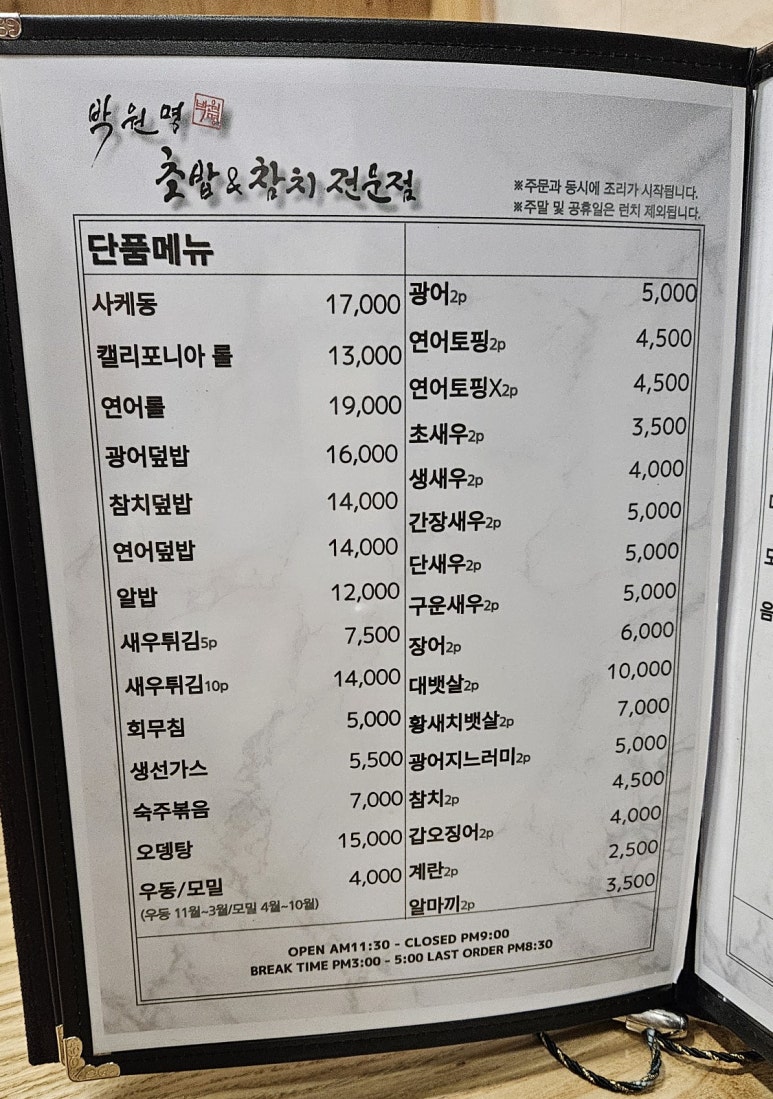 박원명 박원명
초밥&참치 전문점
※주문과 동시에 조리가 시작됩니다.
※주말 및 공휴일은 런치 제외됩니다.
단품메뉴
사케동 17,000
캘리포니아 롤 13,000
연어롤 19,000
광어덮밥 16,000
참치덮밥 14,000
연어덮밥 14,000
알밥 12,000
새우튀김5p 7,500
새우튀김10p 14,000
회무침 5,000
생선가스 5,500
숙주볶음 7,000
오뎅탕 15,000
우동/모밀 4,000
(우동 11월~3월/모밀 4월~10월)
광어2p 5,000
연어토핑2p 4,500
연어토핑X2p 4,500
초새우2p 3,500
생새우2p 4,000
간장새우2p 5,000
단새우2p 5,000
구운새우2p 5,000
장어2p 6,000
대뱃살2p 10,000
황새치뱃살2p 7,000
광어지느러미2p 5,000
참치2p 4,500
갑오징어2p 4,000
계란2p 2,500
알마끼2p 3,500
OPEN AM11:30 - CLOSED PM9:00
BREAK TIME PM3:00 - 5:00 LAST ORDER PM8:30
음